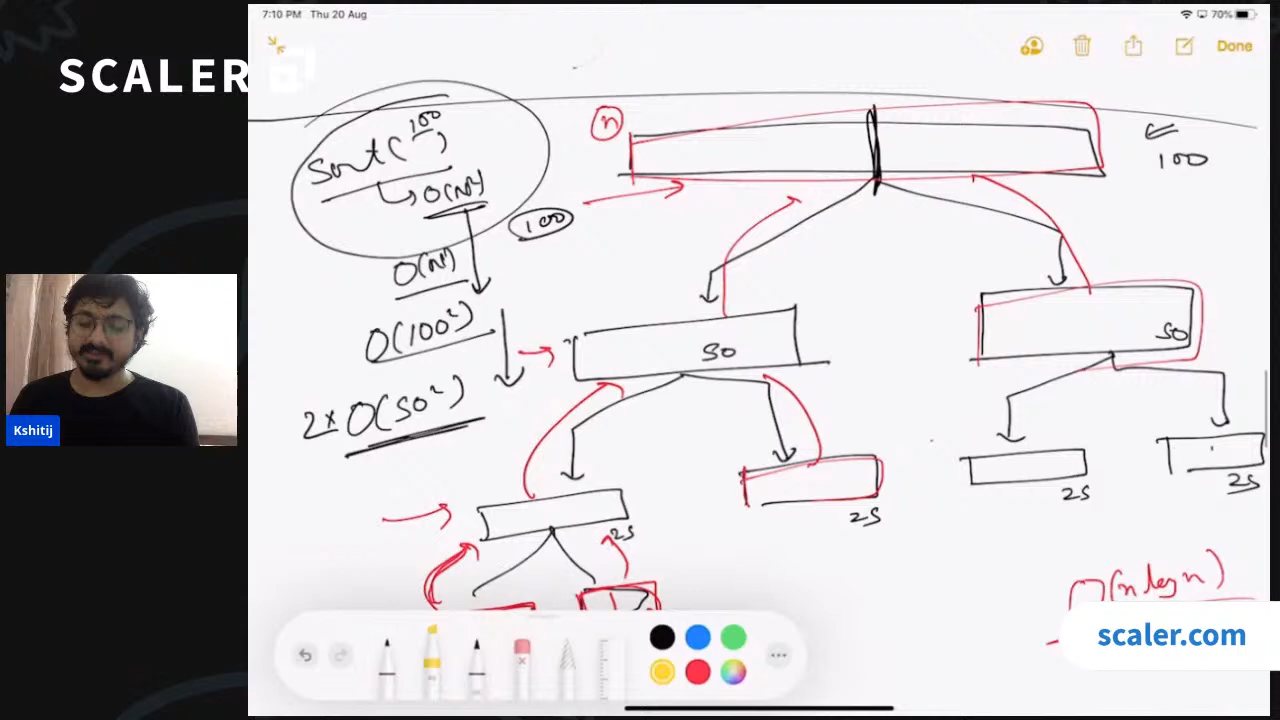 7:10 PM Thu 20 Aug
70%
Done
SCALER
Sort(100)
O(N²)
n
100
100
O(N²)
O(100²)
2 × O(50²)
50
50
25
25
25
25
O(n log n)
Kshitij
scaler.com